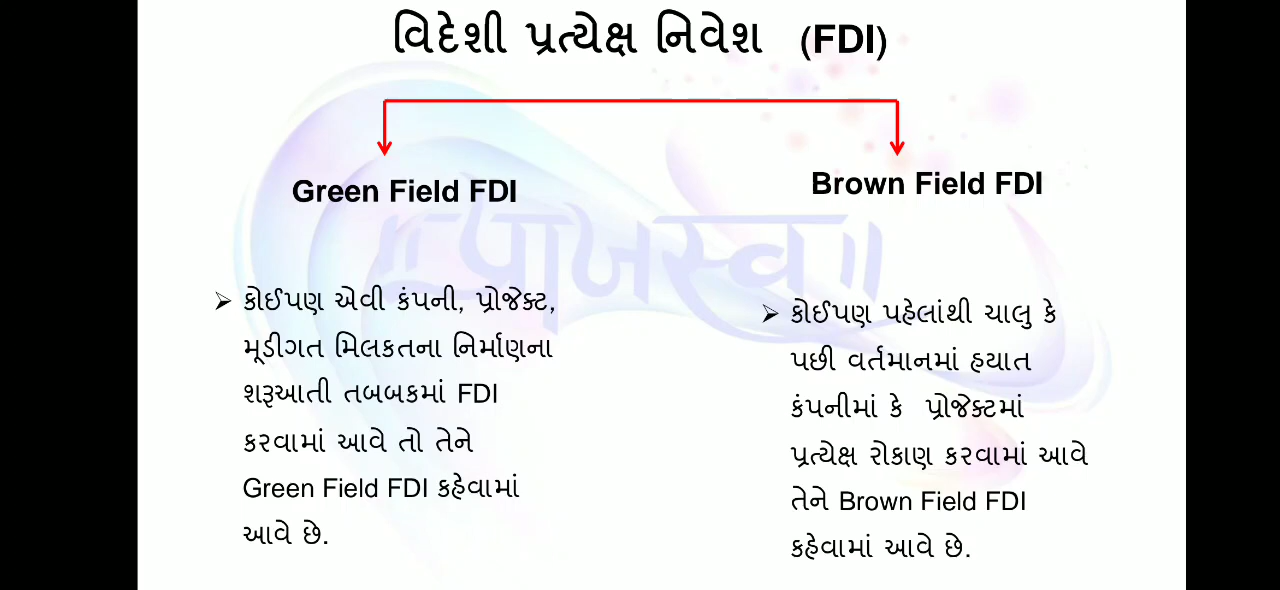 વિદેશી પ્રત્યેક્ષ નિવેશ (FDI)
Green Field FDI
Brown Field FDI
➢ કોઈપણ એવી કંપની, પ્રોજેક્ટ,
મૂડીગત મિલકતના નિર્માણના
શરૂઆતી તબબકમાં FDI
કરવામાં આવે તો તેને
Green Field FDI કહેવામાં
આવે છે.
➢ કોઈપણ પહેલાંથી ચાલુ કે
પછી વર્તમાનમાં હયાત
કંપનીમાં કે પ્રોજેક્ટમાં
પ્રત્યેક્ષ રોકાણ કરવામાં આવે
તેને Brown Field FDI
કહેવામાં આવે છે.